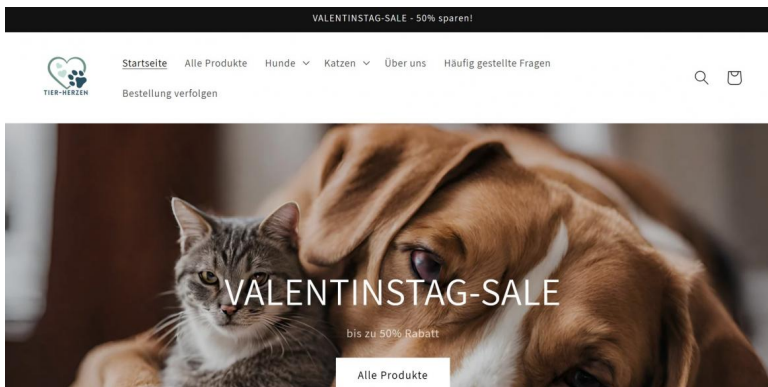 VALENTINSTAG-SALE - 50% sparen!
TIER-HERZEN
Startseite Alle Produkte Hunde Katzen Über uns Häufig gestellte Fragen
Bestellung verfolgen
VALENTINSTAG-SALE
bis zu 50% Rabatt
Alle Produkte